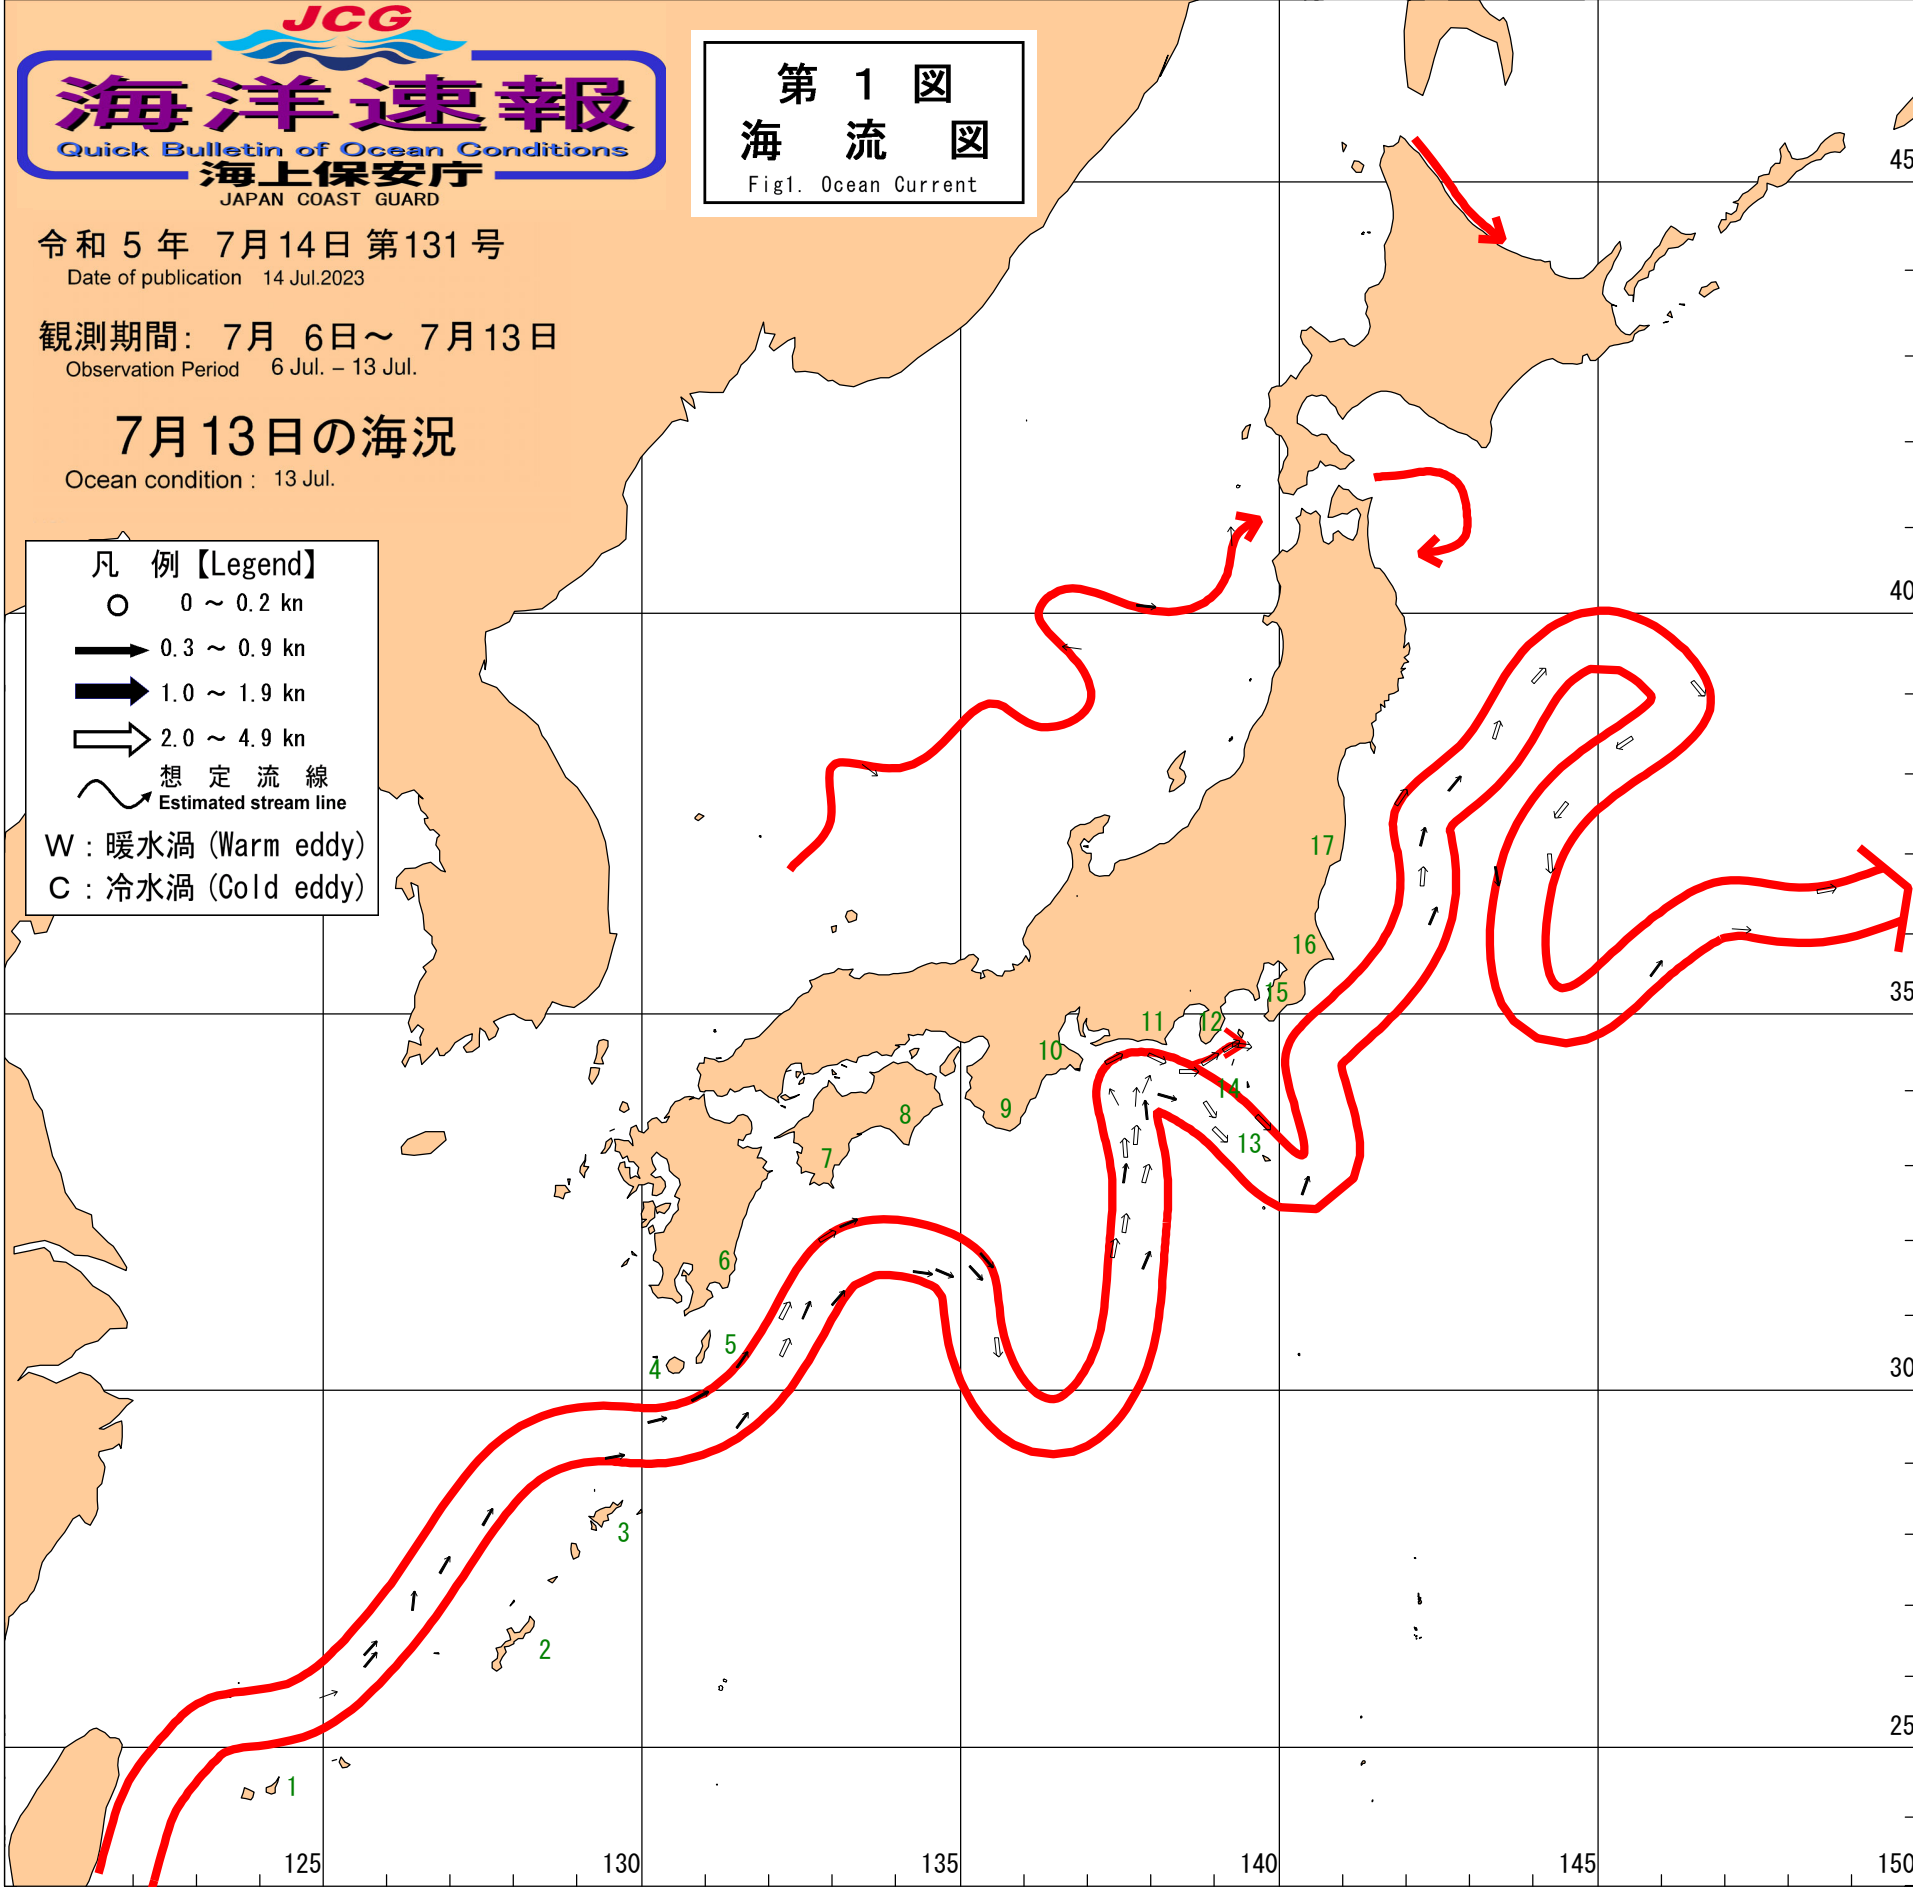 JCG
海洋速報
Quick Bulletin of Ocean Conditions
海上保安庁
JAPAN COAST GUARD
令和 5 年 7月14日 第131号
Date of publication 14 Jul.2023
観測期間: 7月 6日～ 7月13日
Observation Period 6 Jul. – 13 Jul.
7月13日の海況
Ocean condition : 13 Jul.
第 1 図
海 流 図
Fig1. Ocean Current
凡 例【Legend】
0 ～ 0.2 kn
0.3 ～ 0.9 kn
1.0 ～ 1.9 kn
2.0 ～ 4.9 kn
想 定 流 線
Estimated stream line
W : 暖水渦 (Warm eddy)
C : 冷水渦 (Cold eddy)
45
40
35
30
25
17
16
15
12
11
10
14
13
9
8
7
6
5
4
3
2
1
125
130
135
140
145
150